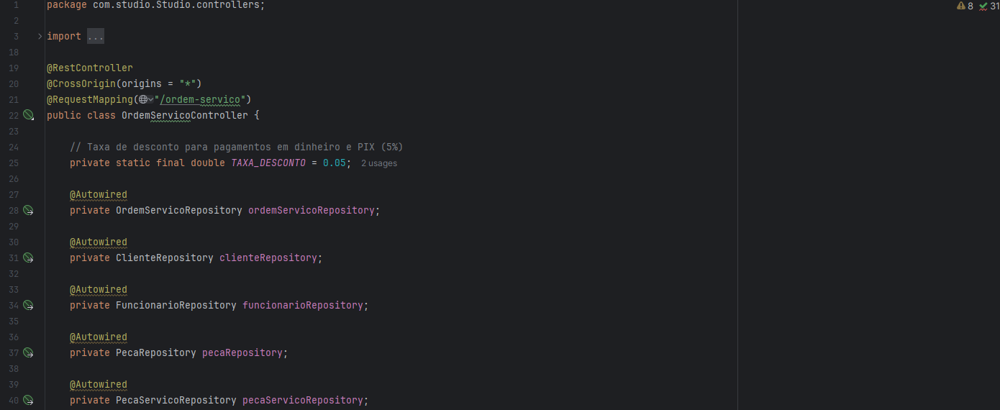 1 package com.studio.Studio.controllers; 8 31
2
3 import ...
18
19 @RestController
20 @CrossOrigin(origins = "*")
21 @RequestMapping("/ordem-servico")
22 public class OrdemServicoController {
23
24 // Taxa de desconto para pagamentos em dinheiro e PIX (5%)
25 private static final double TAXA_DESCONTO = 0.05; 2 usages
26
27 @Autowired
28 private OrdemServicoRepository ordemServicoRepository;
29
30 @Autowired
31 private ClienteRepository clienteRepository;
32
33 @Autowired
34 private FuncionarioRepository funcionarioRepository;
35
36 @Autowired
37 private PecaRepository pecaRepository;
38
39 @Autowired
40 private PecaServicoRepository pecaServicoRepository;